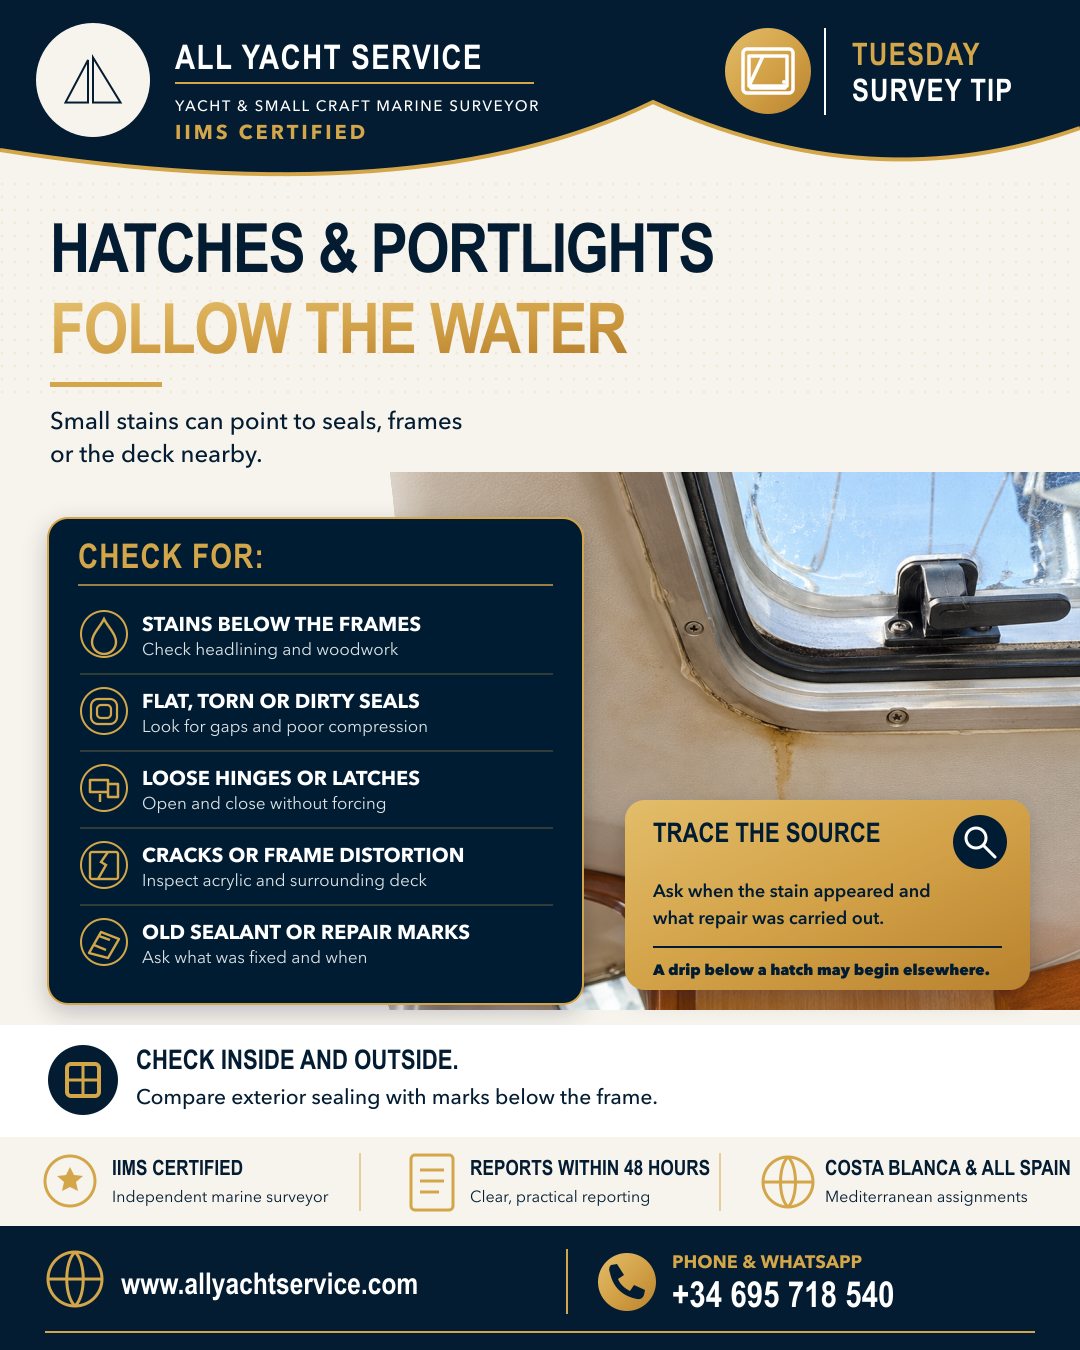 ALL YACHT SERVICE
YACHT & SMALL CRAFT MARINE SURVEYOR
IIMS CERTIFIED
TUESDAY
SURVEY TIP
HATCHES & PORTLIGHTS
FOLLOW THE WATER
Small stains can point to seals, frames
or the deck nearby.
CHECK FOR:
STAINS BELOW THE FRAMES
Check headlining and woodwork
FLAT, TORN OR DIRTY SEALS
Look for gaps and poor compression
LOOSE HINGES OR LATCHES
Open and close without forcing
CRACKS OR FRAME DISTORTION
Inspect acrylic and surrounding deck
OLD SEALANT OR REPAIR MARKS
Ask what was fixed and when
TRACE THE SOURCE
Ask when the stain appeared and
what repair was carried out.
A drip below a hatch may begin elsewhere.
CHECK INSIDE AND OUTSIDE.
Compare exterior sealing with marks below the frame.
IIMS CERTIFIED
Independent marine surveyor
REPORTS WITHIN 48 HOURS
Clear, practical reporting
COSTA BLANCA & ALL SPAIN
Mediterranean assignments
www.allyachtservice.com
PHONE & WHATSAPP
+34 695 718 540